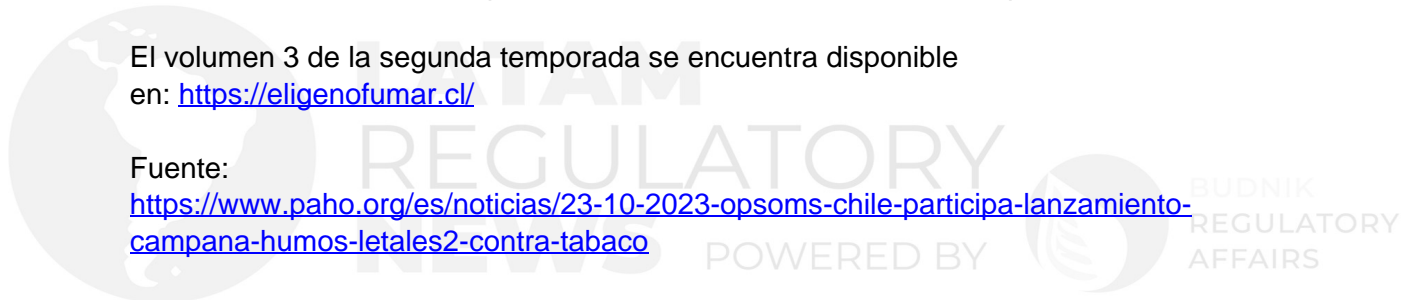 El volumen 3 de la segunda temporada se encuentra disponible
en: https://eligenofumar.cl/
LATAM
REGULATORY
Fuente:
https://www.paho.org/es/noticias/23-10-2023-opsoms-chile-participa-lanzamiento-
campana-humos-letales2-contra-tabaco
NEWS POWERED BY
BUDNIK
REGULATORY
AFFAIRS